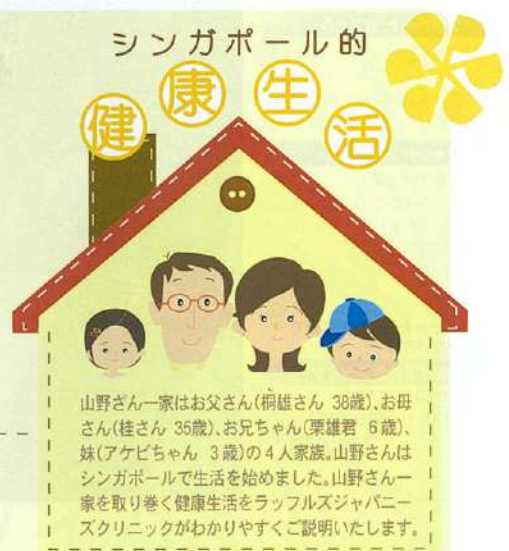 シンガポール的
健康生活
山野さん一家はお父さん(桐雄さん 38歳)、お母
さん(桂さん 35歳)、お兄ちゃん(栗雄君 6歳)、
妹(アケビちゃん 3歳)の4人家族。山野さんは
シンガポールで生活を始めました。山野さん一
家を取り巻く健康生活をラッフルズジャパニー
ズクリニックがわかりやすくご説明いたします。